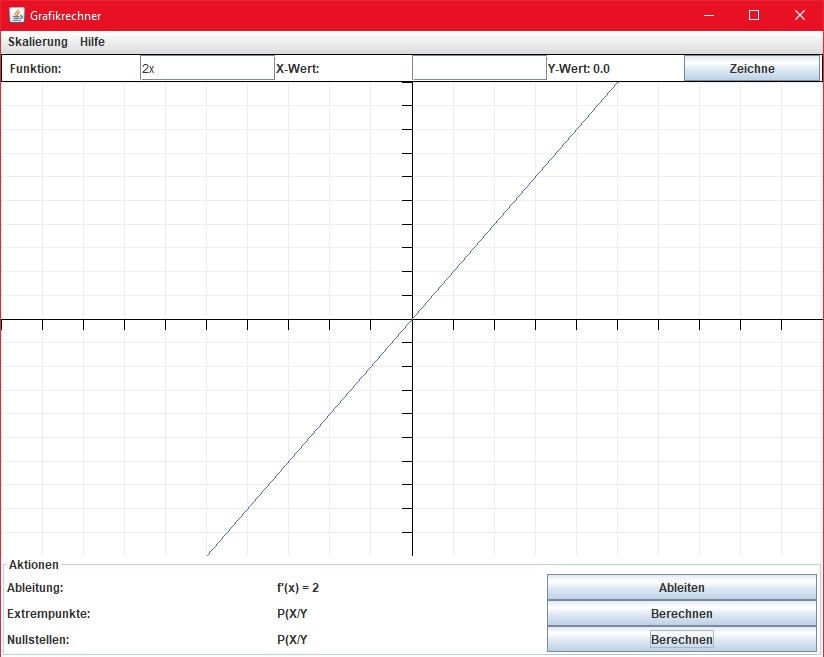 Grafikrechner
Skalierung Hilfe
Funktion: 2x X-Wert: Y-Wert: 0.0 Zeichne
Aktionen
Ableitung: f'(x) = 2 Ableiten
Extrempunkte: P(X/Y Berechnen
Nullstellen: P(X/Y Berechnen